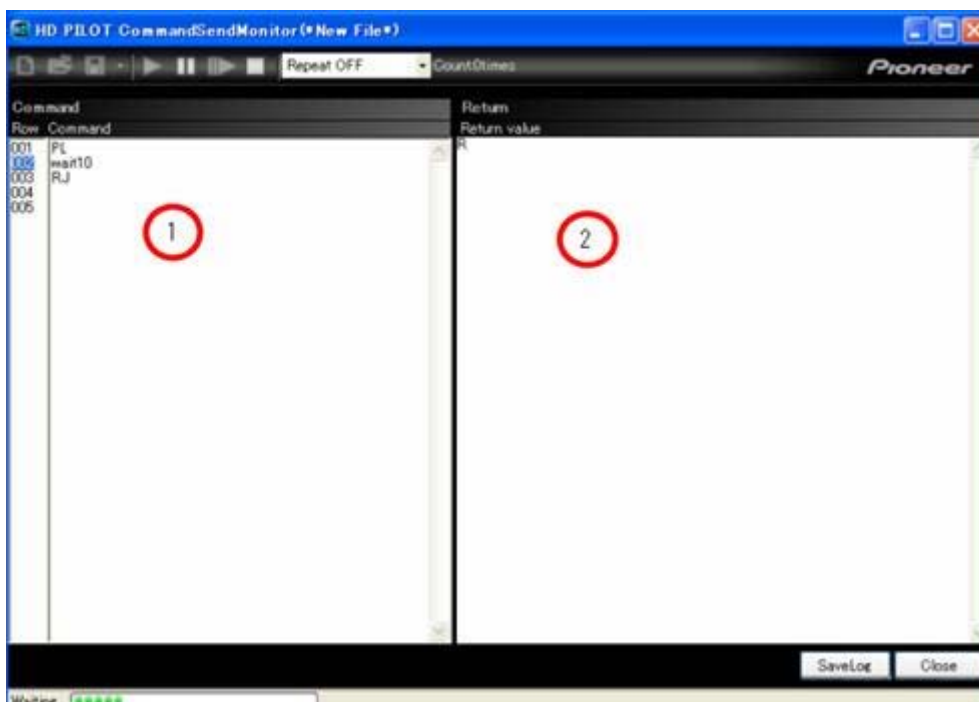 HD PILOT CommandSendMonitor(*New File*)
Repeat OFF Count0times Pioneer
Command Return
Row Command Return value
001 PL R
002 wait10
003 RJ
004
005
1 2
SaveLog Close
Waiting